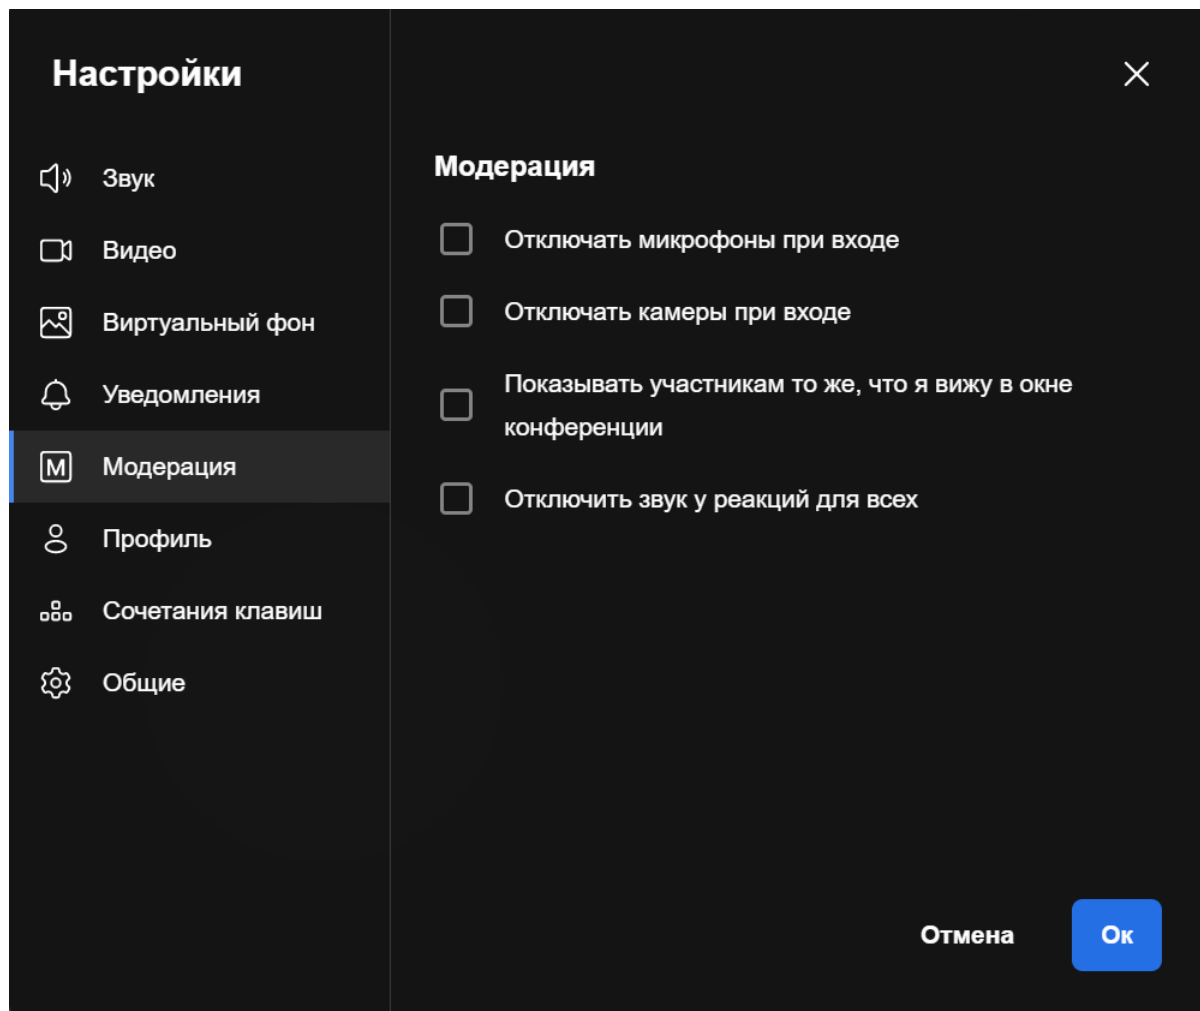 Настройки
Звук
Видео
Виртуальный фон
Уведомления
M Модерация
Профиль
Сочетания клавиш
Общие
Модерация
Отключать микрофоны при входе
Отключать камеры при входе
Показывать участникам то же, что я вижу в окне
конференции
Отключить звук у реакций для всех
Отмена
Ок